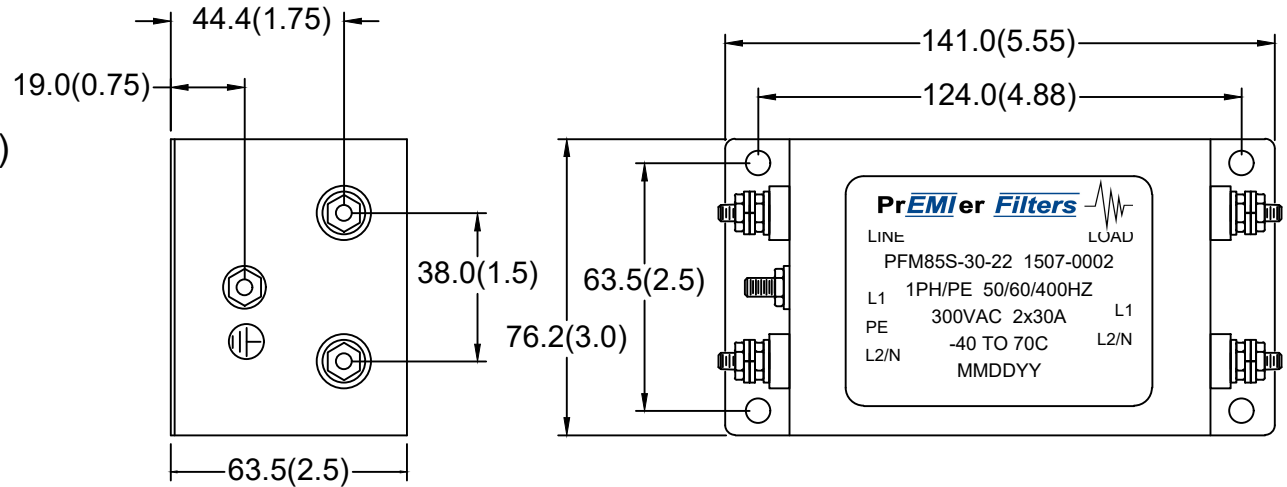 44.4(1.75)
19.0(0.75)
)
38.0(1.5)
63.5(2.5)
141.0(5.55)
124.0(4.88)
63.5(2.5)
76.2(3.0)
PrEMIer Filters
LINE LOAD
PFM85S-30-22 1507-0002
1PH/PE 50/60/400HZ
L1 L1
300VAC 2x30A
PE
-40 TO 70C
L2/N L2/N
MMDDYY